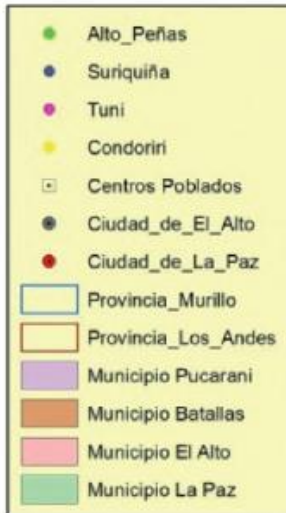 Alto_Peñas
Suriquiña
Tuni
Condoriri
Centros Poblados
Ciudad_de_El_Alto
Ciudad_de_La_Paz
Provincia_Murillo
Provincia_Los_Andes
Municipio Pucarani
Municipio Batallas
Municipio El Alto
Municipio La Paz